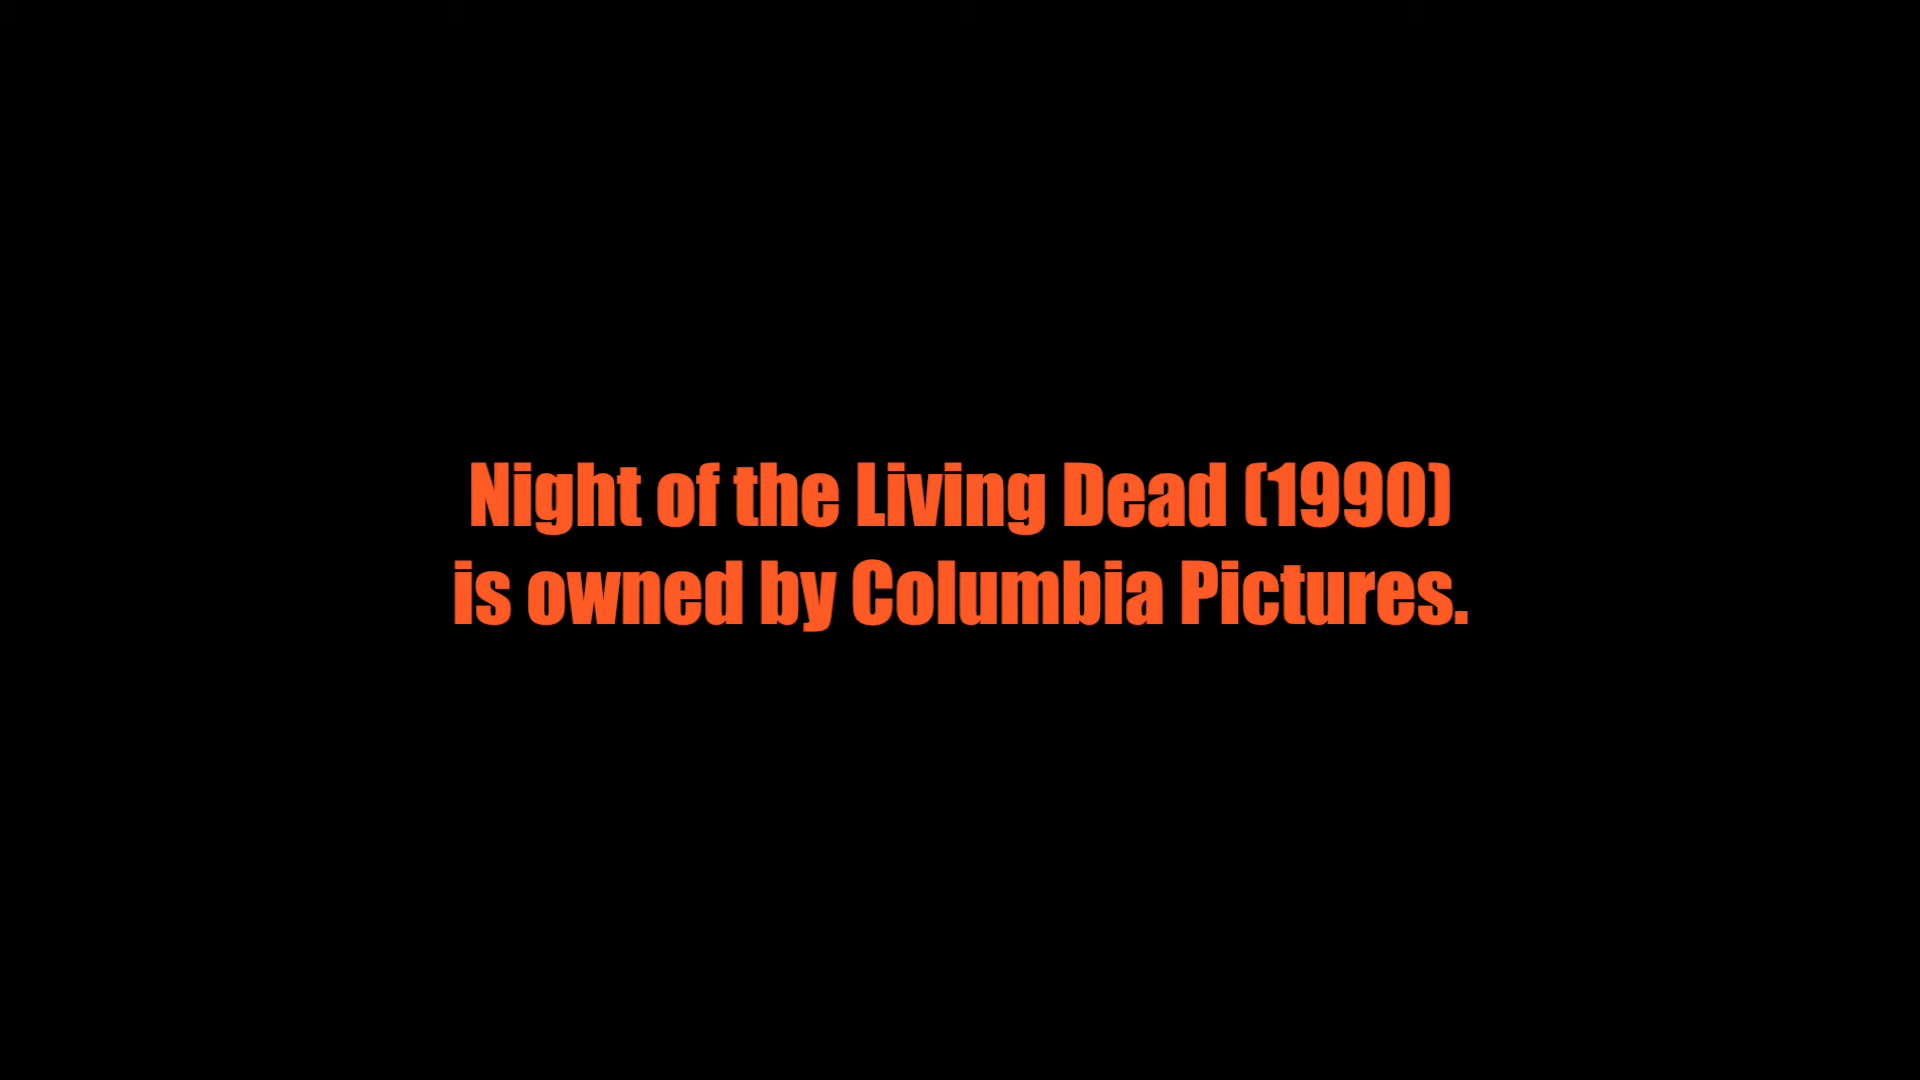 Night of the Living Dead (1990)
is owned by Columbia Pictures.